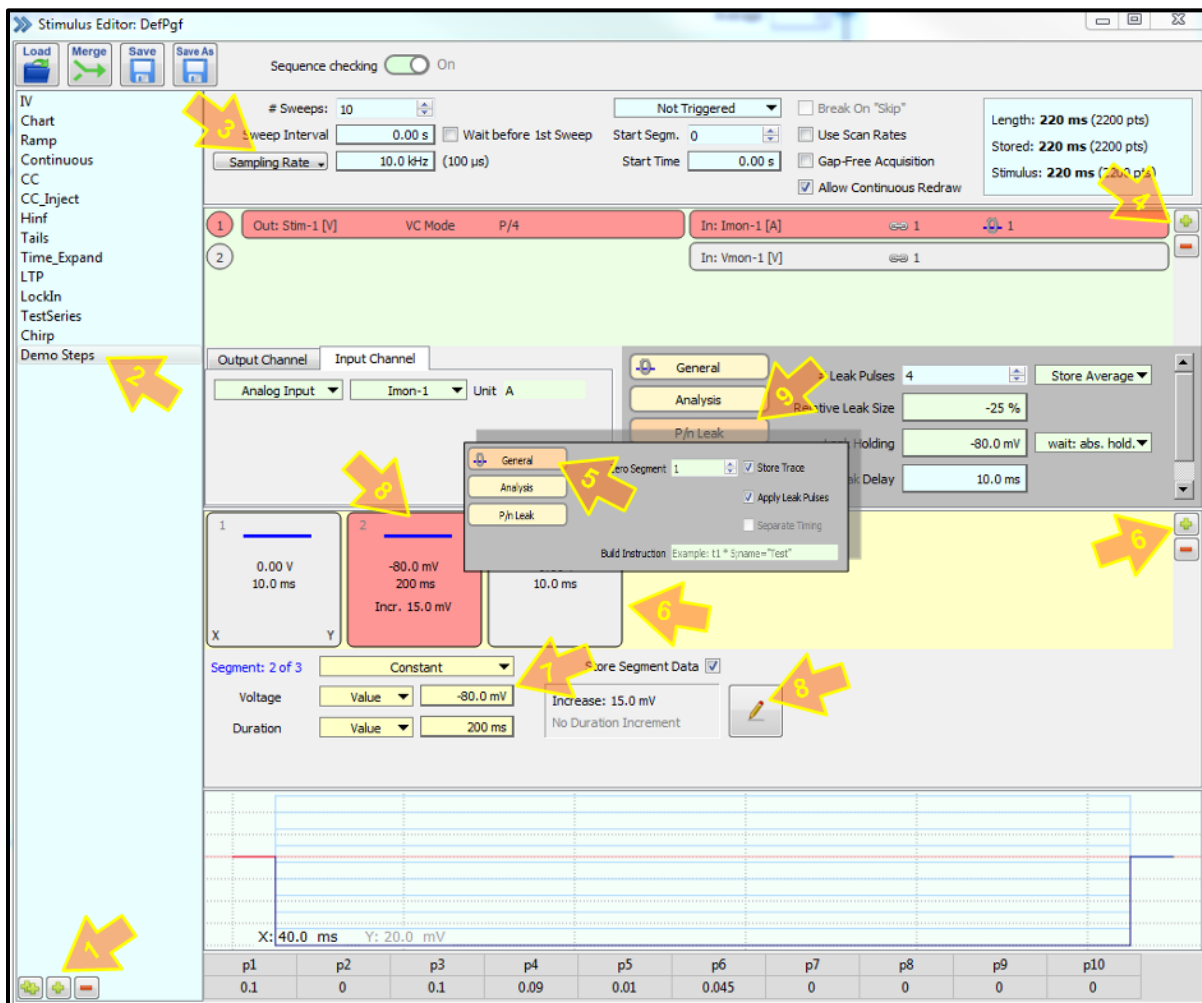 Stimulus Editor: DefPgf
Load Merge Save Save As
Sequence checking On
IV
Chart
Ramp
Continuous
CC
CC_Inject
Hinf
Tails
Time_Expand
LTP
LockIn
TestSeries
Chirp
Demo Steps
# Sweeps: 10 Not Triggered Break On "Skip"
3 Sweep Interval 0.00 s Wait before 1st Sweep Start Segm. 0 Use Scan Rates
Sampling Rate 10.0 kHz (100 µs) Start Time 0.00 s Gap-Free Acquisition
Allow Continuous Redraw
Length: 220 ms (2200 pts)
Stored: 220 ms (2200 pts)
Stimulus: 220 ms (2200 pts)
4
1 Out: Stim-1 [V] VC Mode P/4 In: Imon-1 [A] 1 1
2 In: Vmon-1 [V] 1
2
Output Channel Input Channel
Analog Input Imon-1 Unit A
General Leak Pulses 4 Store Average
Analysis 9 Relative Leak Size -25 %
P/n Leak Holding -80.0 mV wait: abs. hold.
Delay 10.0 ms
General 5 Zero Segment 1 Store Trace
Analysis Apply Leak Pulses
P/n Leak Separate Timing
Build Instruction Example: t1 * 5;name="Test"
8
1 2
0.00 V -80.0 mV
10.0 ms 200 ms 10.0 ms
Incr. 15.0 mV
X Y
6
6
Segment: 2 of 3 Constant Store Segment Data
Voltage Value -80.0 mV 7 Increase: 15.0 mV 8
Duration Value 200 ms No Duration Increment
X: 40.0 ms Y: 20.0 mV
1
p1 p2 p3 p4 p5 p6 p7 p8 p9 p10
0.1 0 0.1 0.09 0.01 0.045 0 0 0 0